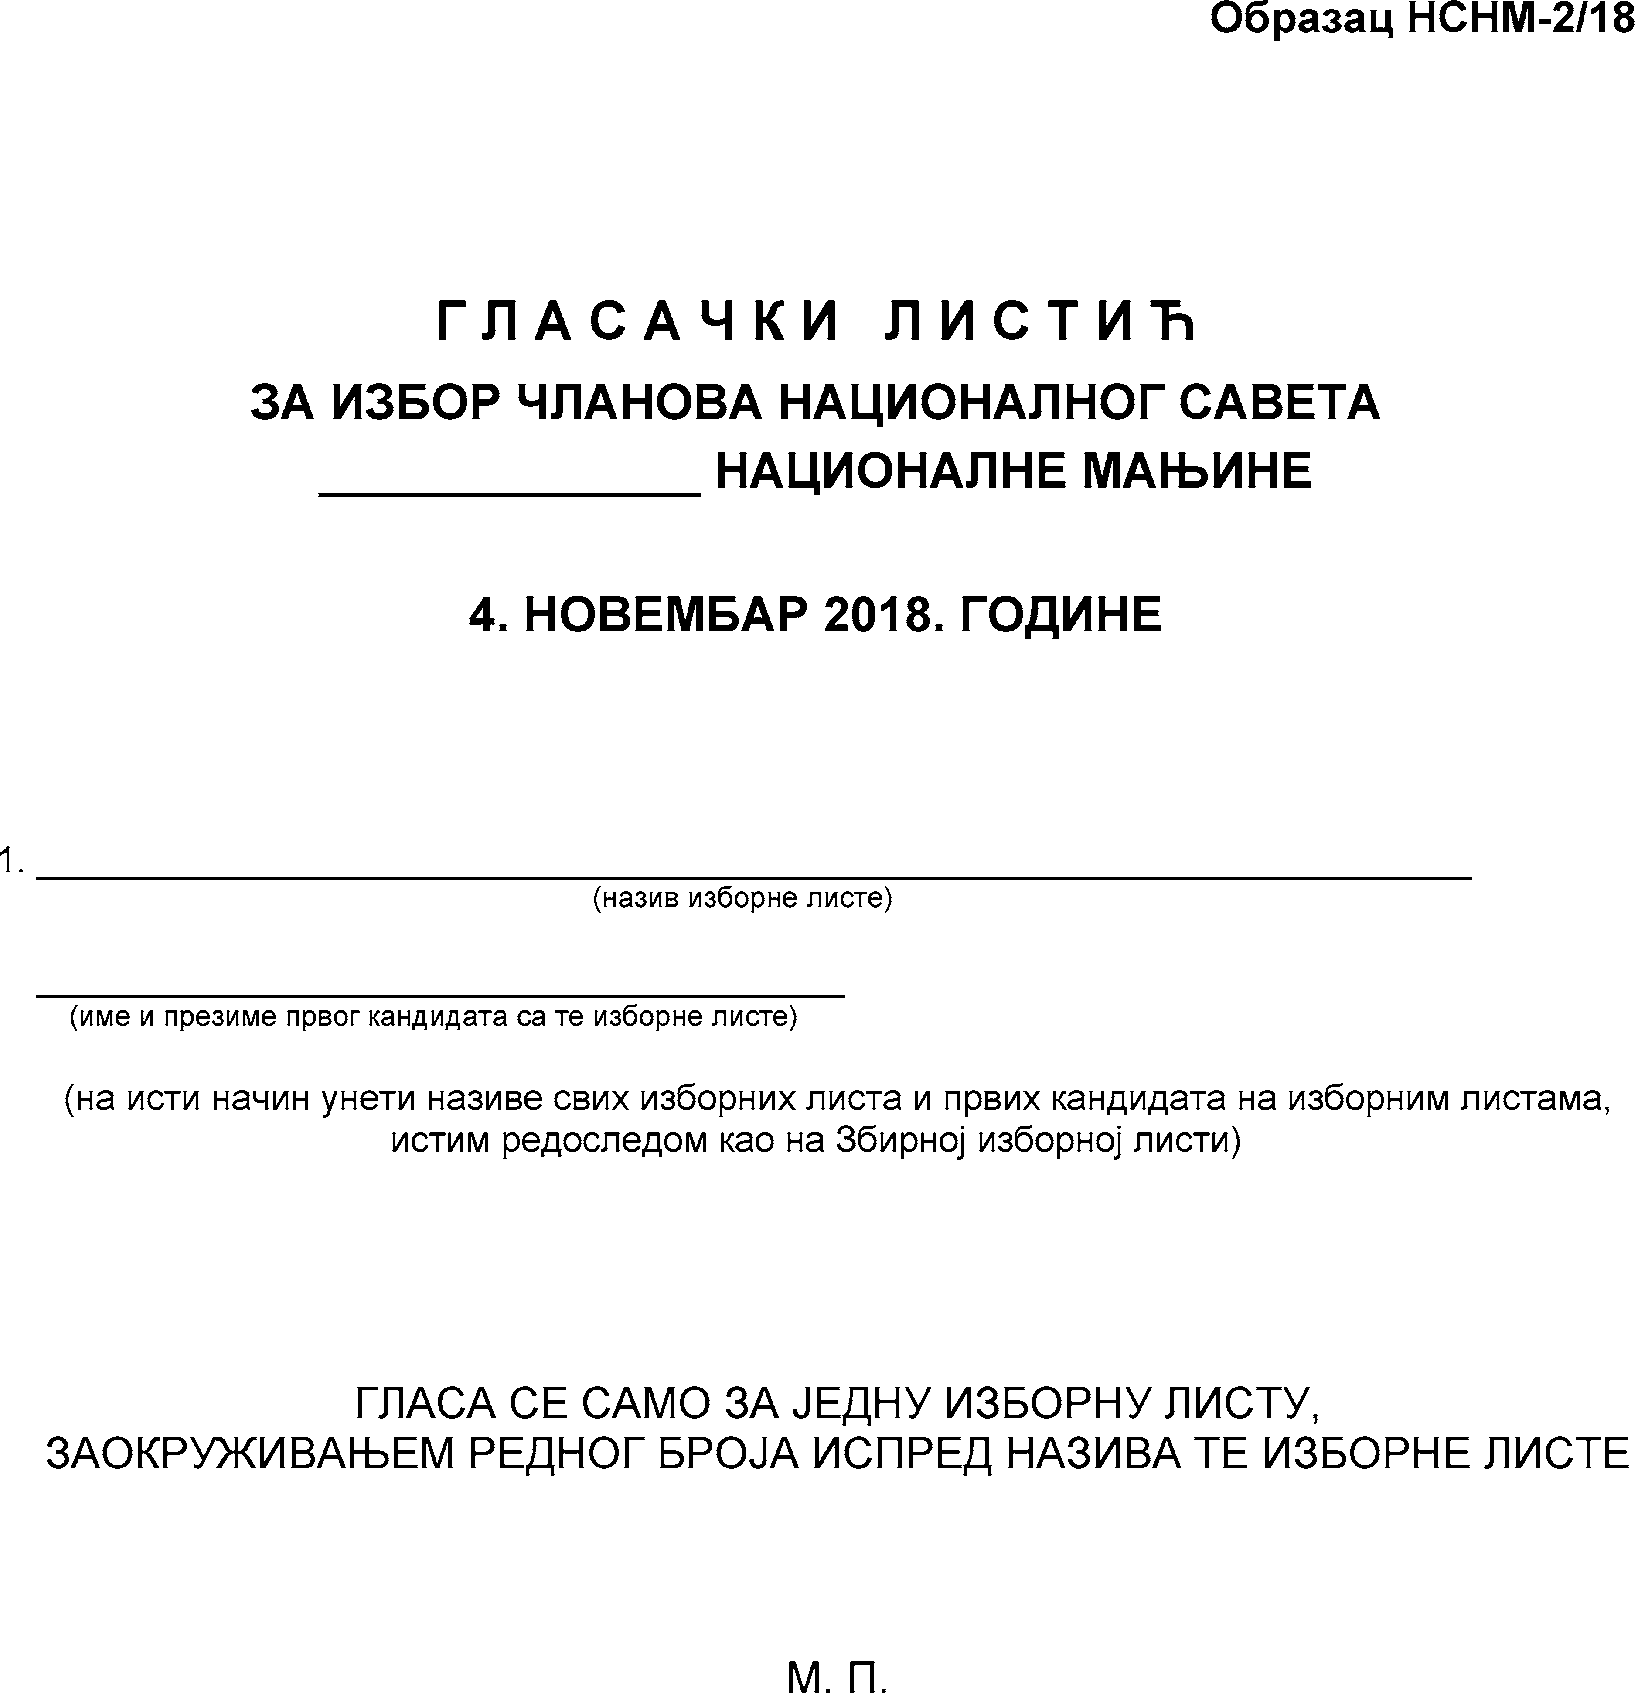 Образац НСНМ-2/18
Г Л А С А Ч К И   Л И С Т И Ћ
ЗА ИЗБОР ЧЛАНОВА НАЦИОНАЛНОГ САВЕТА
_______________ НАЦИОНАЛНЕ МАЊИНЕ
4. НОВЕМБАР 2018. ГОДИНЕ
1. ______________________________________________
(назив изборне листе)
(име и презиме првог кандидата са те изборне листе)
(на исти начин унети називе свих изборних листа и првих кандидата на изборним листама,
истим редоследом као на Збирној изборној листи)
ГЛАСА СЕ САМО ЗА ЈЕДНУ ИЗБОРНУ ЛИСТУ,
ЗАОКРУЖИВАЊЕМ РЕДНОГ БРОЈА ИСПРЕД НАЗИВА ТЕ ИЗБОРНЕ ЛИСТЕ
М. П.